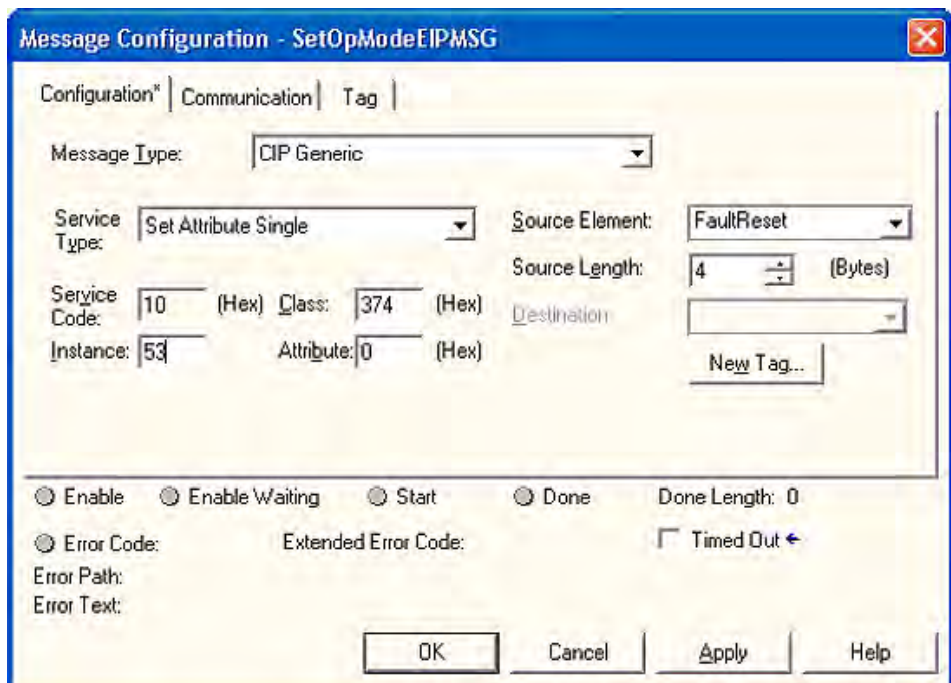 Message Configuration - SetOpModeEIPMSG
Configuration* Communication Tag
Message Type: CIP Generic
Service Type: Set Attribute Single
Source Element: FaultReset
Source Length: 4 (Bytes)
Service Code: 10 (Hex) Class: 374 (Hex)
Destination
Instance: 53 Attribute: 0 (Hex)
New Tag...
Enable Enable Waiting Start Done Done Length: 0
Error Code: Extended Error Code: Timed Out
Error Path:
Error Text:
OK Cancel Apply Help